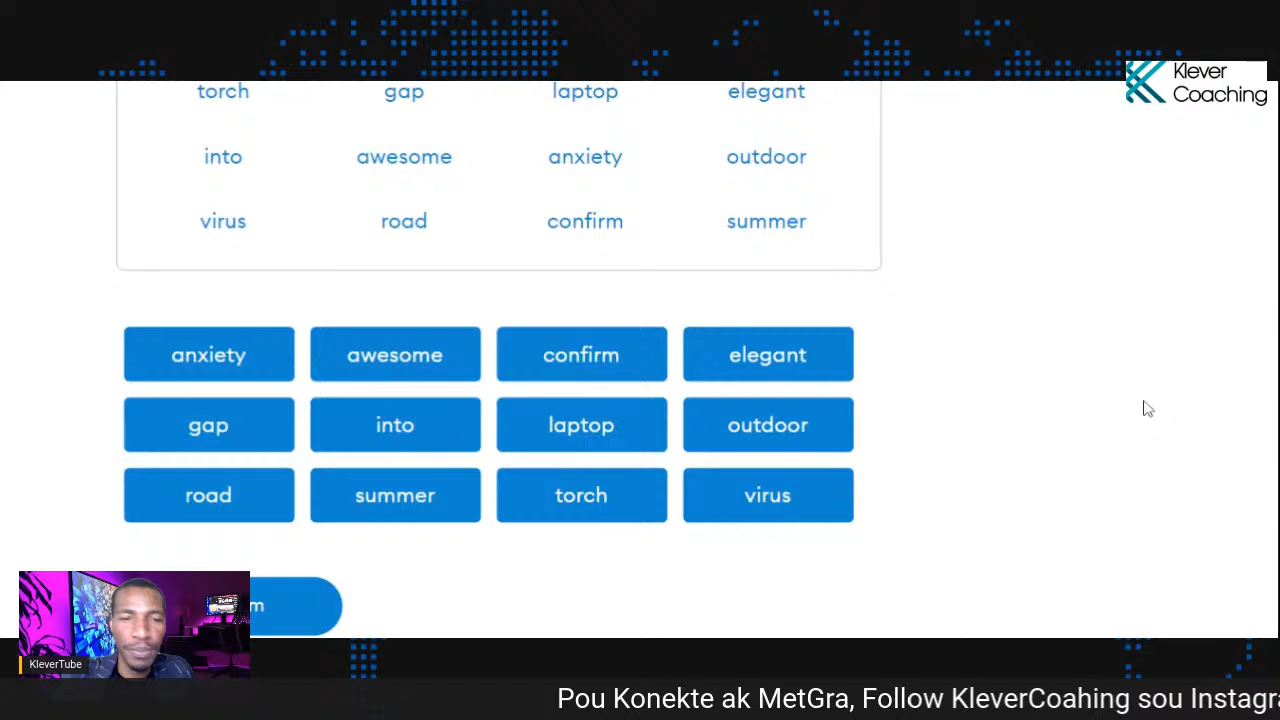 Klever
Coaching
torch gap laptop elegant
into awesome anxiety outdoor
virus road confirm summer
anxiety awesome confirm elegant
gap into laptop outdoor
road summer torch virus
KleverTube
Pou Konekte ak MetGra, Follow KleverCoahing sou Instagra